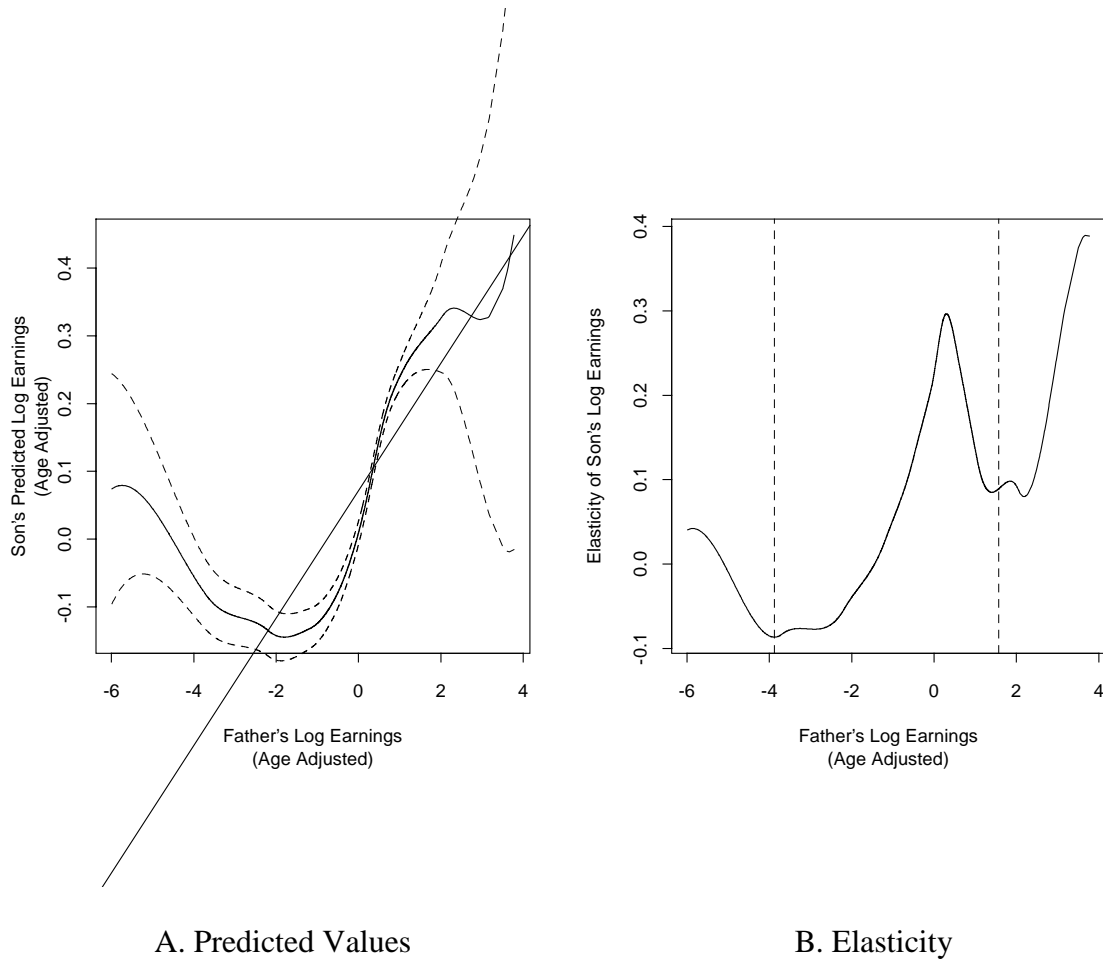 Son's Predicted Log Earnings
(Age Adjusted)
0.4
0.3
0.2
0.1
0.0
-0.1
-6 -4 -2 0 2 4
Father's Log Earnings
(Age Adjusted)
A. Predicted Values
Elasticity of Son's Log Earnings
0.4
0.3
0.2
0.1
0.0
-0.1
-6 -4 -2 0 2 4
Father's Log Earnings
(Age Adjusted)
B. Elasticity